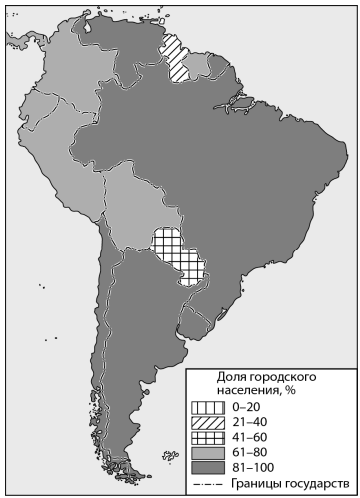 Доля городского
населения, %
0–20
21–40
41–60
61–80
81–100
Границы государств